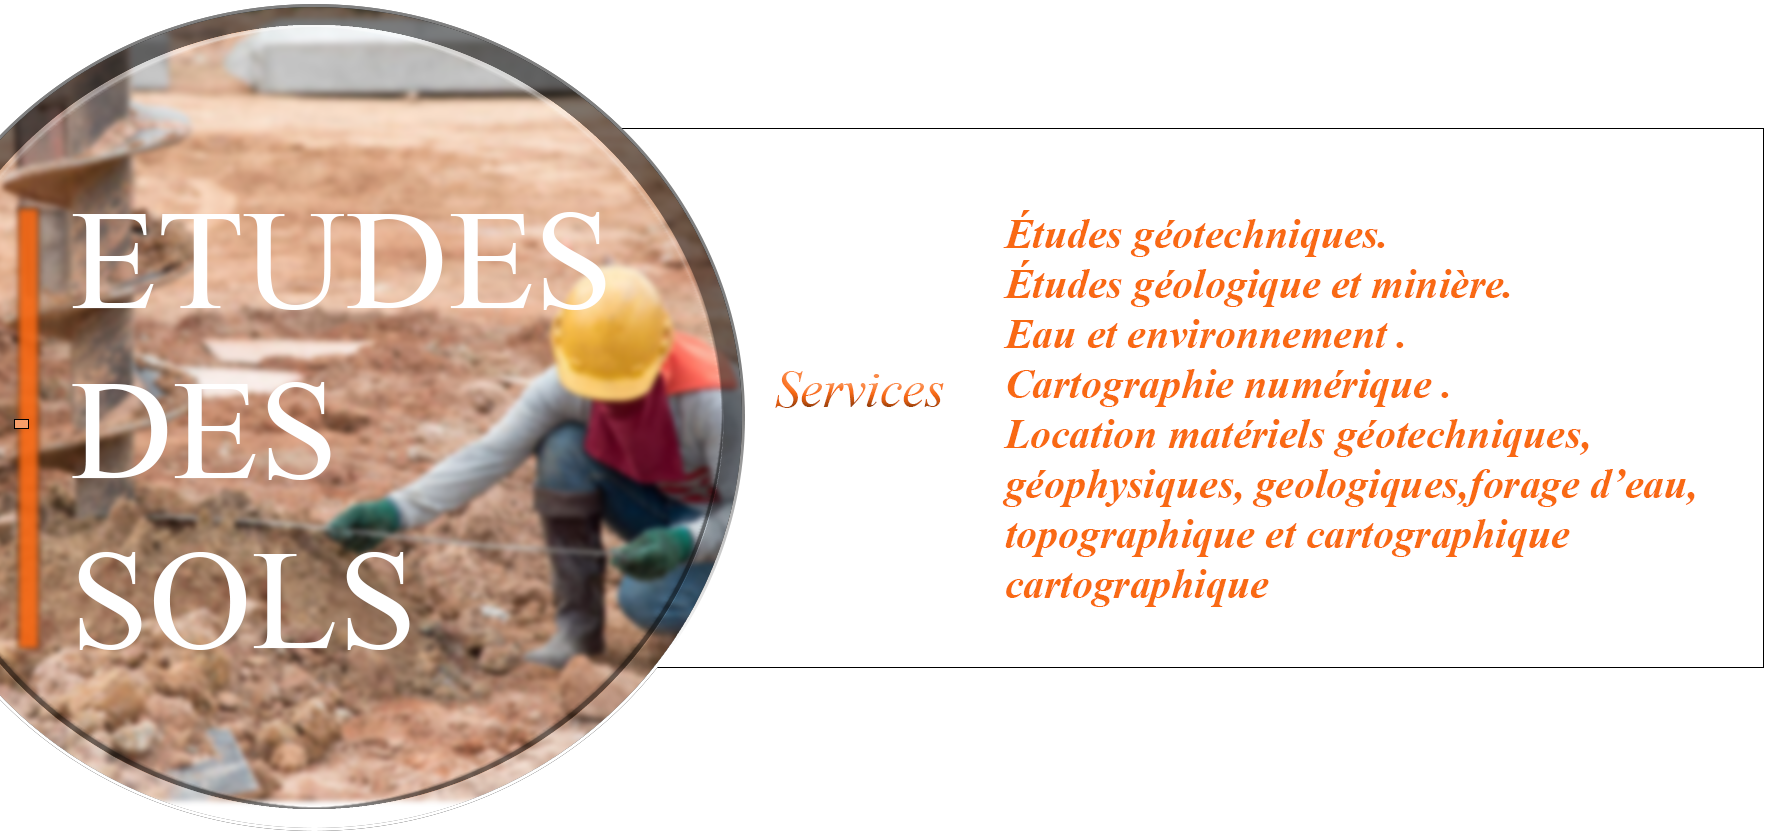 ETUDES
DES
SOLS
Services
Études géotechniques.
Études géologique et minière.
Eau et environnement .
Cartographie numérique .
Location matériels géotechniques,
géophysiques, geologiques,forage d’eau,
topographique et cartographique
cartographique